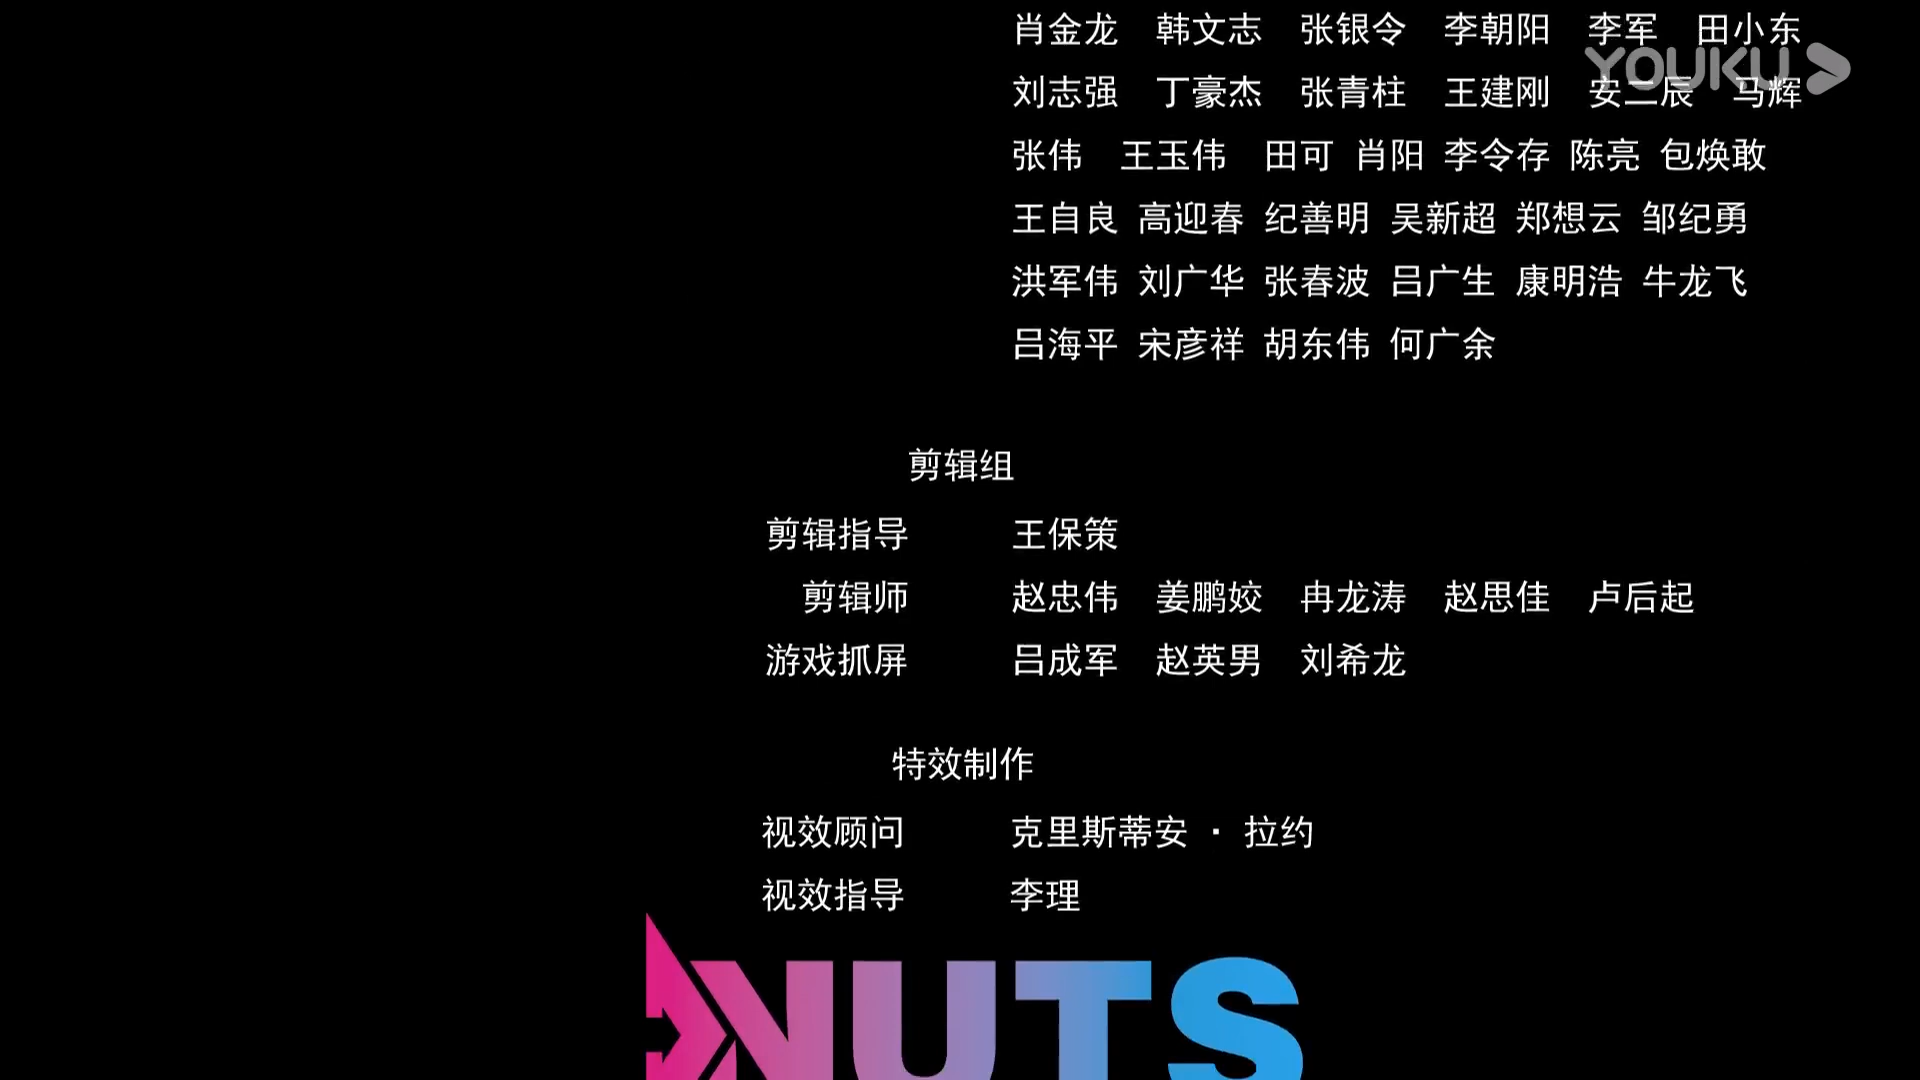 肖金龙 韩文志 张银令 李朝阳 李军 田小东
YOUKU
刘志强 丁豪杰 张青柱 王建刚 安二辰 马辉
张伟 王玉伟 田可 肖阳 李令存 陈亮 包焕敢
王自良 高迎春 纪善明 吴新超 郑想云 邹纪勇
洪军伟 刘广华 张春波 吕广生 康明浩 牛龙飞
吕海平 宋彦祥 胡东伟 何广余
剪辑组
剪辑指导 王保策
剪辑师 赵忠伟 姜鹏姣 冉龙涛 赵思佳 卢后起
游戏抓屏 吕成军 赵英男 刘希龙
特效制作
视效顾问 克里斯蒂安 · 拉约
视效指导 李理
NUTS